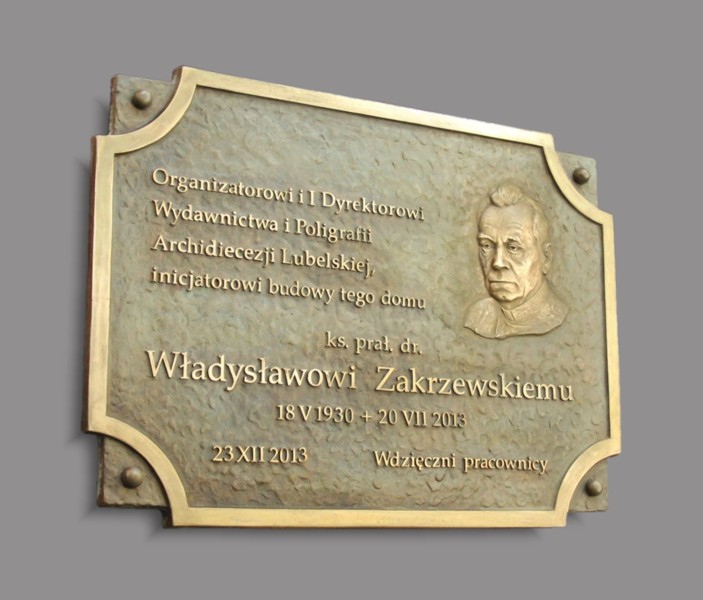 Organizatorowi i I Dyrektorowi
Wydawnictwa i Poligrafii
Archidiecezji Lubelskiej,
inicjatorowi budowy tego domu
ks. prał. dr.
Władysławowi Zakrzewskiemu
18 V 1930 + 20 VII 2013
23 XII 2013 Wdzięczni pracownicy